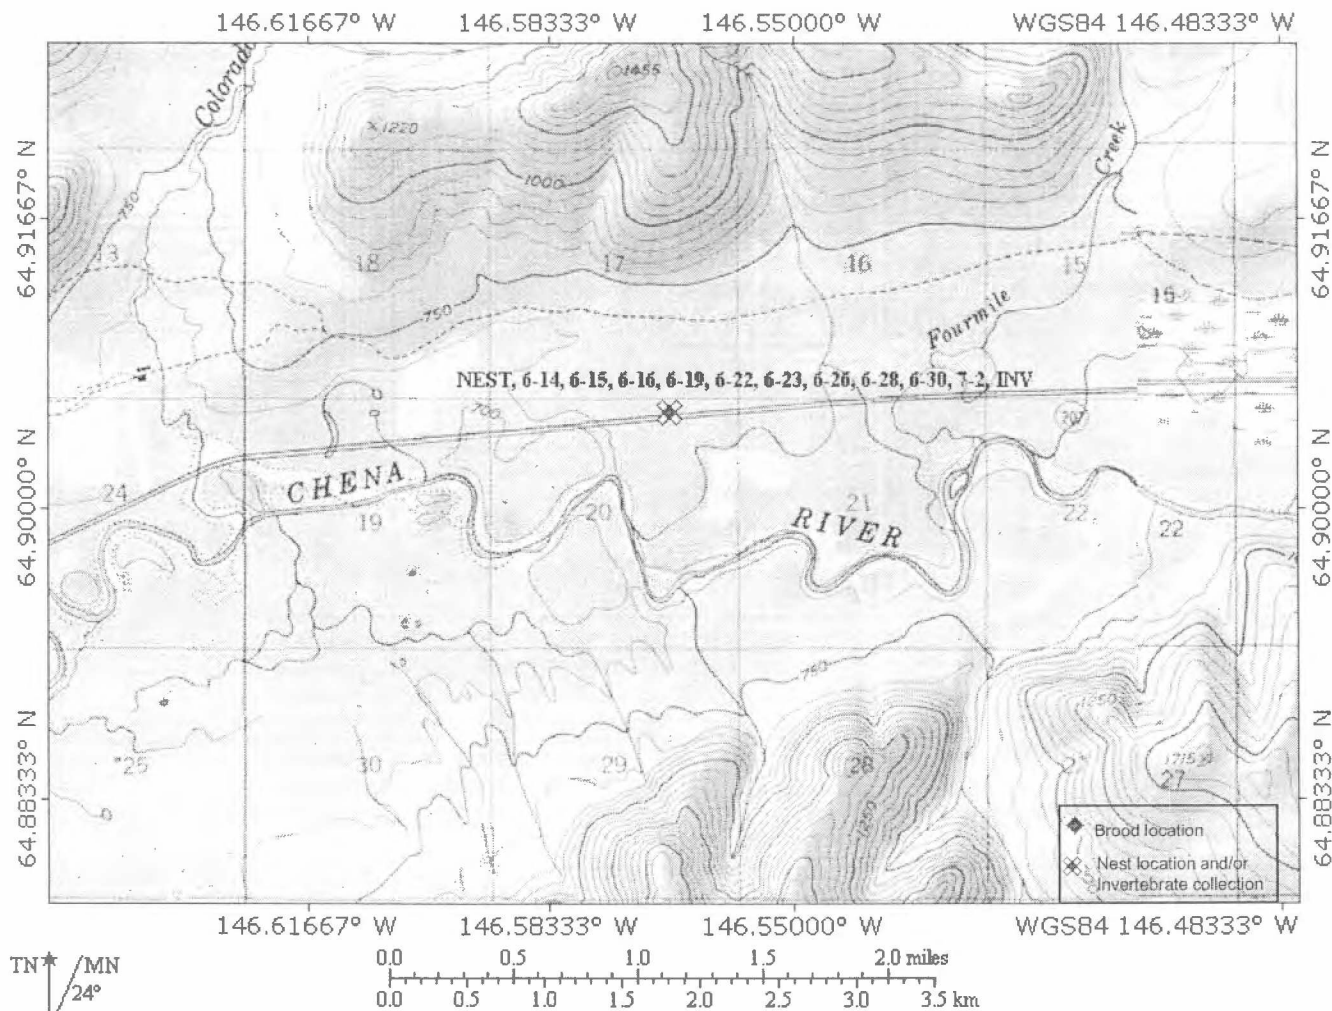 146.61667° W 146.58333° W 146.55000° W WGS84 146.48333° W
64.91667° N
64.90000° N
64.88333° N
64.91667° N
64.90000° N
64.88333° N
Colorado
1455
1220
1000
Creek
750
13
18
17
16
15
15
750
Fourmile
NEST, 6-14, 6-15, 6-16, 6-19, 6-22, 6-23, 6-26, 6-28, 6-30, 7-2, INV
700
207
CHENA
24
19
20
21
RIVER
22
22
750
1250
25
30
29
28
27
1250
Brood location
Nest location and/or
Invertebrate collection
146.61667° W 146.58333° W 146.55000° W WGS84 146.48333° W
TN MN
24°
0.0 0.5 1.0 1.5 2.0 miles
0.0 0.5 1.0 1.5 2.0 2.5 3.0 3.5 km